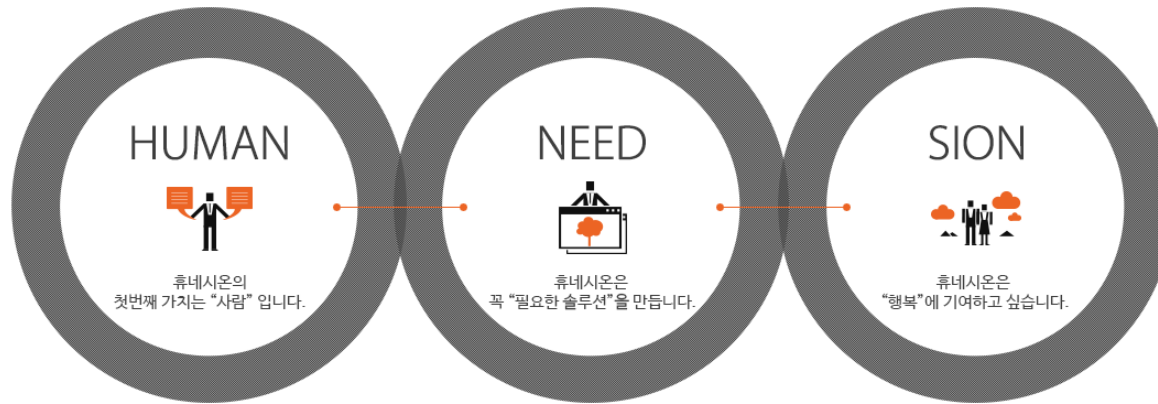 HUMAN
휴네시온의
첫번째 가치는 “사람” 입니다.
NEED
휴네시온은
꼭 “필요한 솔루션”을 만듭니다.
SION
휴네시온은
“행복”에 기여하고 싶습니다.